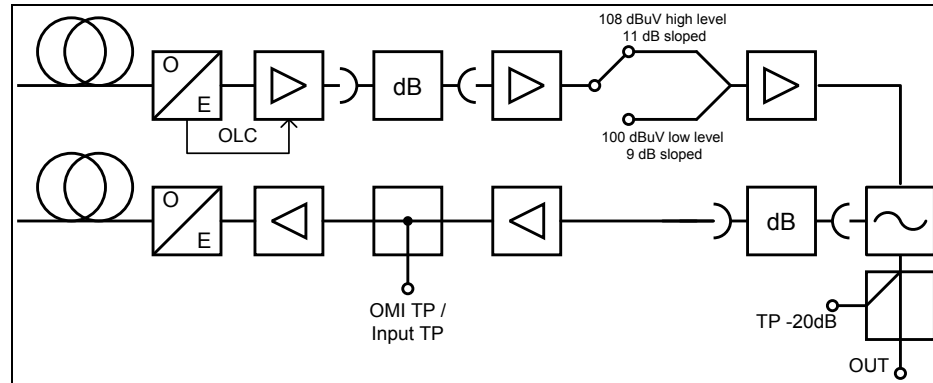 108 dBuV high level
11 dB sloped
O
E
dB
OLC
100 dBuV low level
9 dB sloped
O
E
dB
OMI TP /
Input TP
TP -20dB
OUT